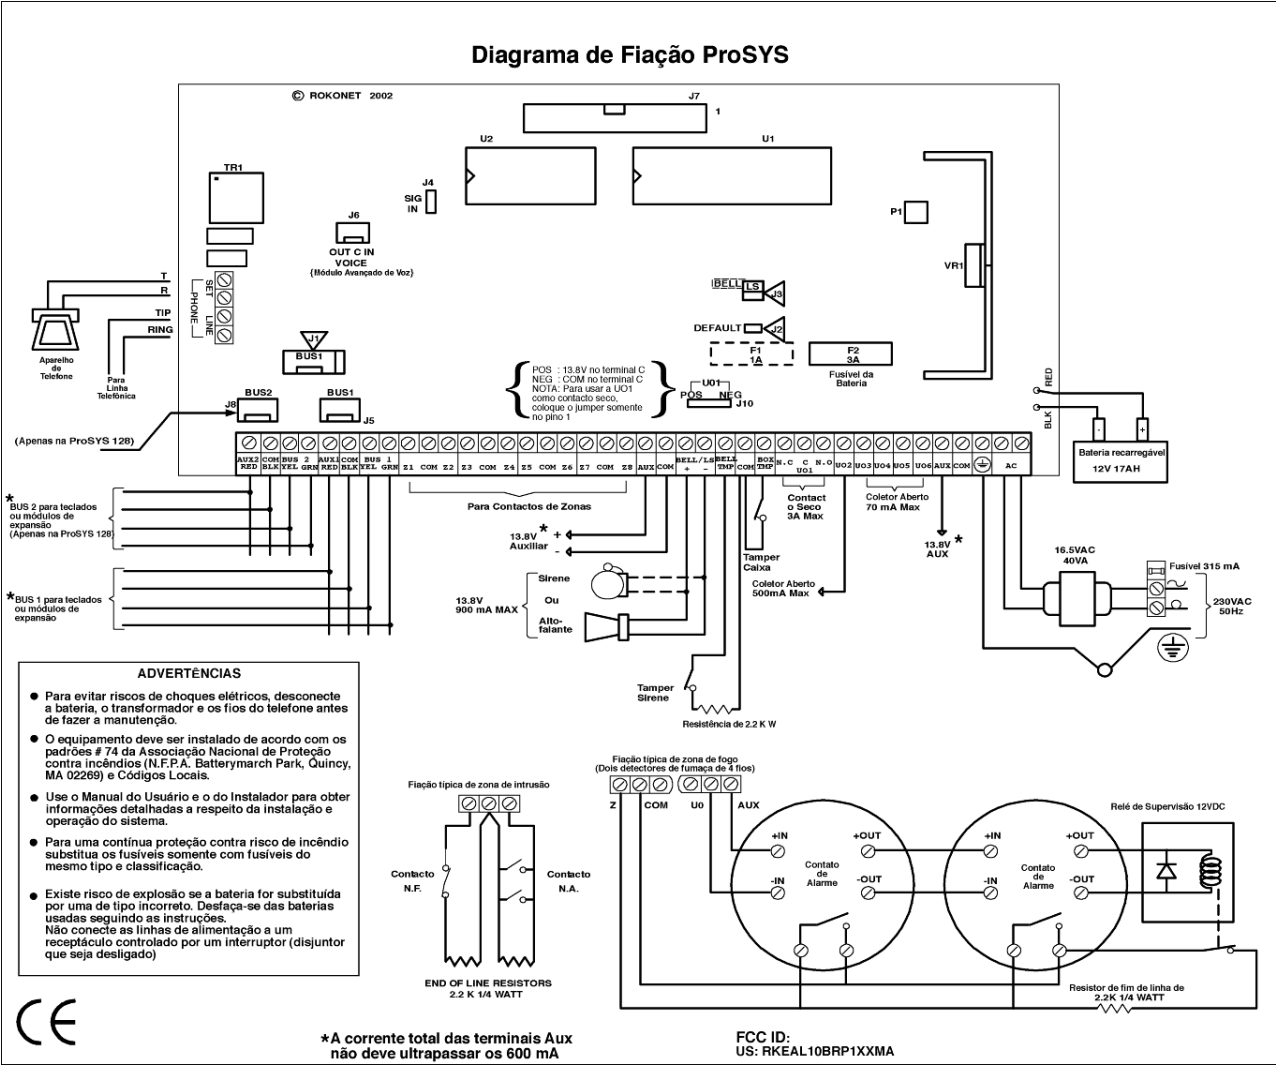 Diagrama de Fiação ProSYS
© ROKONET 2002
J7
1
U2
U1
TR1
J4
SIG
IN
J6
OUT C IN
VOICE
{Módulo Avançado de Voz}
P1
VR1
T
R
TIP
RING
SET
PHONE
LINE
Aparelho
de
Telefone
Para
Linha
Telefônica
J1
BUS1
BELL
LS
J3
DEFAULT
J2
F1
1A
F2
3A
Fusível da
Bateria
POS : 13.8V no terminal C
NEG : COM no terminal C
NOTA: Para usar a UO1
como contacto seco,
coloque o jumper somente
no pino 1
U01
POS NEG
J10
RED
BLK
- +
Bateria recarregável
12V 17AH
BUS2
J8
BUS1
J5
(Apenas na ProSYS 128)
AUX2 COM BUS 2 AUX1 COM BUS 1 Z1 COM Z2 Z3 COM Z4 Z5 COM Z6 Z7 COM Z8 AUX COM BELL/LS BELL COM BOX N.C C N.O UO2 UO3 UO4 UO5 UO6 AUX COM AC
RED BLK YEL GRN RED BLK YEL GRN + - TMP TMP UO1
*
BUS 2 para teclados
ou módulos de
expansão
(Apenas na ProSYS 128)
*BUS 1 para teclados
ou módulos de
expansão
Para Contactos de Zonas
13.8V * +
Auxiliar -
Sirene
Ou
Alto-
falante
13.8V
900 mA MAX
Tamper
Caixa
Contact
o Seco
3A Max
Coletor Aberto
70 mA Max
Coletor Aberto
500mA Max
13.8V *
AUX
16.5VAC
40VA
Fusível 315 mA
230VAC
50Hz
Tamper
Sirene
Resistência de 2.2 K W
ADVERTÊNCIAS
● Para evitar riscos de choques elétricos, desconecte
a bateria, o transformador e os fios do telefone antes
de fazer a manutenção.
● O equipamento deve ser instalado de acordo com os
padrões # 74 da Associação Nacional de Proteção
contra incêndios (N.F.P.A. Batterymarch Park, Quincy,
MA 02269) e Códigos Locais.
● Use o Manual do Usuário e o do Instalador para obter
informações detalhadas a respeito da instalação e
operação do sistema.
● Para uma contínua proteção contra risco de incêndio
substitua os fusíveis somente com fusíveis do
mesmo tipo e classificação.
● Existe risco de explosão se a bateria for substituída
por uma de tipo incorreto. Desfaça-se das baterias
usadas seguindo as instruções.
Não conecte as linhas de alimentação a um
receptáculo controlado por um interruptor (disjuntor
que seja desligado)
CE
Fiação típica de zona de intrusão
Contacto
N.F.
Contacto
N.A.
END OF LINE RESISTORS
2.2 K 1/4 WATT
Fiação típica de zona de fogo
(Dois detectores de fumaça de 4 fios)
Z COM U0 AUX
+IN +OUT
Contato
de
Alarme
-IN -OUT
+IN +OUT
Contato
de
Alarme
-IN -OUT
Relé de Supervisão 12VDC
Resistor de fim de linha de
2.2K 1/4 WATT
*A corrente total das terminais Aux
não deve ultrapassar os 600 mA
FCC ID:
US: RKEAL10BRP1XXMA